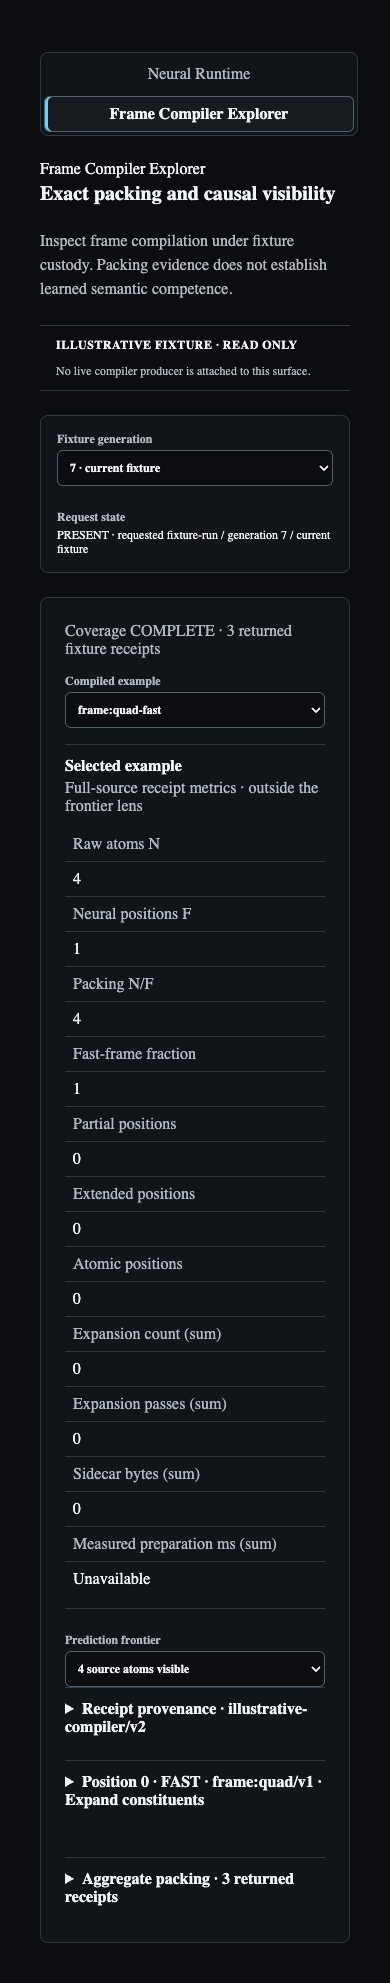 Neural Runtime
Frame Compiler Explorer
Frame Compiler Explorer
Exact packing and causal visibility
Inspect frame compilation under fixture
custody. Packing evidence does not establish
learned semantic competence.
ILLUSTRATIVE FIXTURE · READ ONLY
No live compiler producer is attached to this surface.
Fixture generation
7 · current fixture
Request state
PRESENT · requested fixture-run / generation 7 / current
fixture
Coverage COMPLETE · 3 returned
fixture receipts
Compiled example
frame:quad-fast
Selected example
Full-source receipt metrics · outside the
frontier lens
Raw atoms N
4
Neural positions F
1
Packing N/F
4
Fast-frame fraction
1
Partial positions
0
Extended positions
0
Atomic positions
0
Expansion count (sum)
0
Expansion passes (sum)
0
Sidecar bytes (sum)
0
Measured preparation ms (sum)
Unavailable
Prediction frontier
4 source atoms visible
Receipt provenance · illustrative-
compiler/v2
Position 0 · FAST · frame:quad/v1 ·
Expand constituents
Aggregate packing · 3 returned
receipts